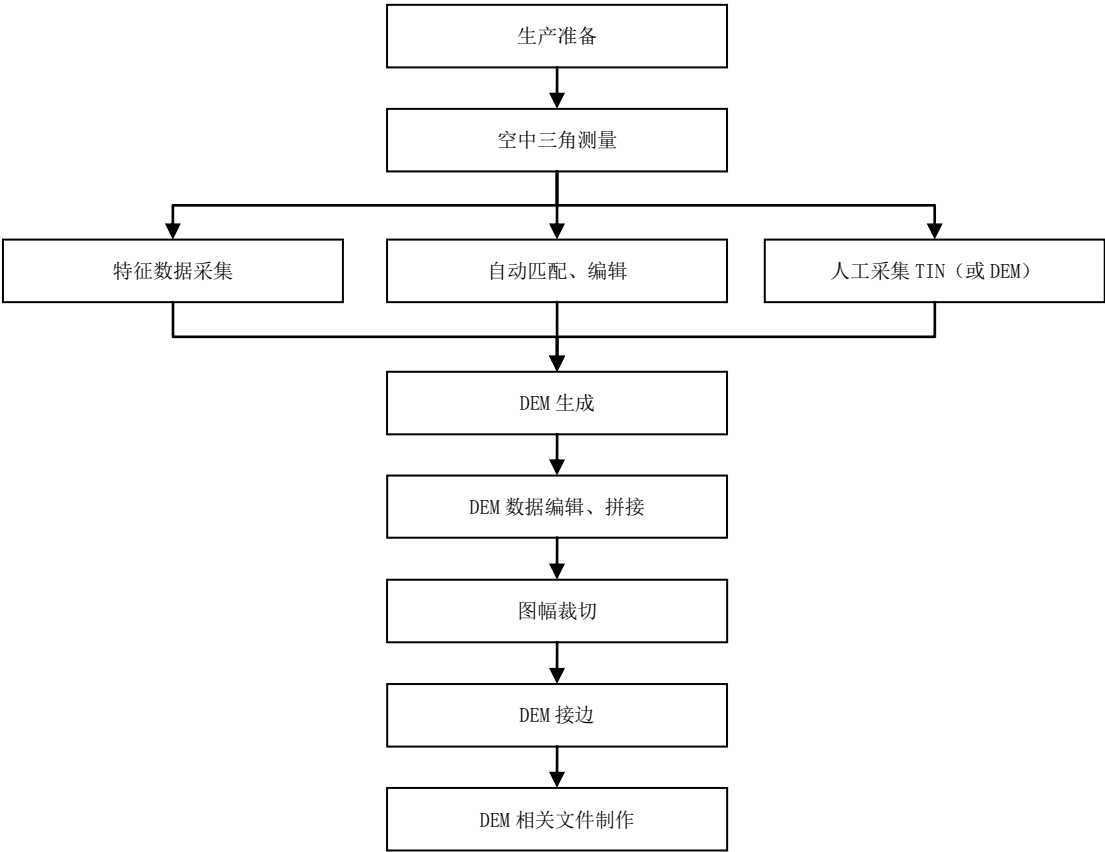 生产准备
空中三角测量
特征数据采集
自动匹配、编辑
人工采集 TIN（或 DEM）
DEM 生成
DEM 数据编辑、拼接
图幅裁切
DEM 接边
DEM 相关文件制作